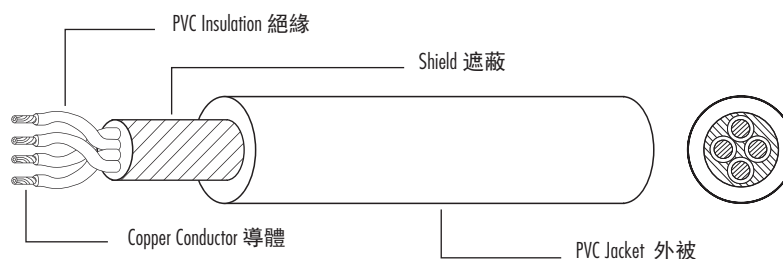 PVC Insulation 絕緣
Shield 遮蔽
Copper Conductor 導體
PVC Jacket 外被